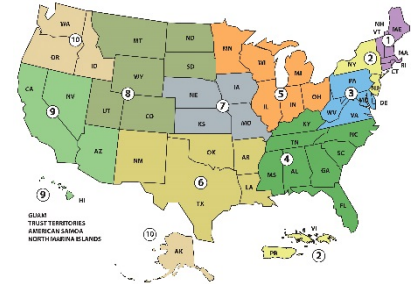 WA
OR
10
ID
MT
ND
MN
WY
SD
8
UT
CO
CA
NV
9
AZ
NE
IA
7
KS
MO
WI
MI
5
IL
IN
OH
NH
VT
ME
1
MA
RI
CT
NY
2
PA
3
NJ
MD
DE
WV
VA
KY
TN
NC
SC
4
MS
AL
GA
FL
NM
OK
AR
6
TX
LA
9
HI
GUAM
TRUST TERRITORIES
AMERICAN SAMOA
NORTH MARINA ISLANDS
10
AK
VI
PR
2